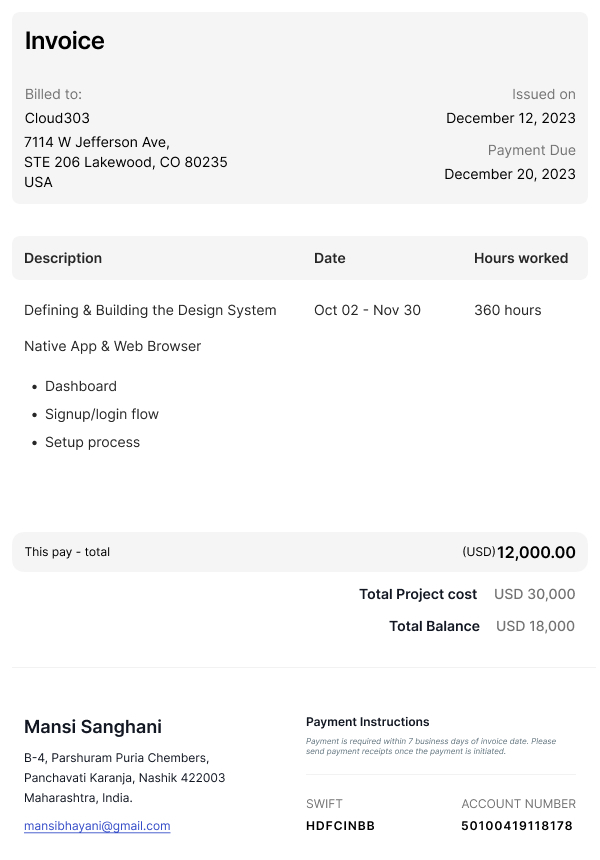 Invoice
Billed to:
Cloud303
7114 W Jefferson Ave,
STE 206 Lakewood, CO 80235
USA
Issued on
December 12, 2023
Payment Due
December 20, 2023
Description Date Hours worked
Defining & Building the Design System Oct 02 - Nov 30 360 hours
Native App & Web Browser
• Dashboard
• Signup/login flow
• Setup process
This pay - total (USD) 12,000.00
Total Project cost USD 30,000
Total Balance USD 18,000
Mansi Sanghani
B-4, Parshuram Puria Chembers,
Panchavati Karanja, Nashik 422003
Maharashtra, India.
mansibhayani@gmail.com
Payment Instructions
Payment is required within 7 business days of invoice date. Please
send payment receipts once the payment is initiated.
SWIFT ACCOUNT NUMBER
HDFCINBB 50100419118178